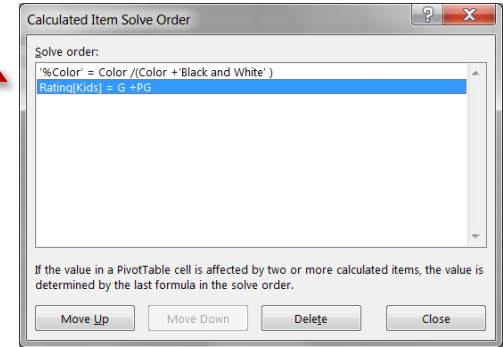 Calculated Item Solve Order
Solve order:
'%Color' = Color /(Color +'Black and White' )
Rating[Kids] = G +PG
If the value in a PivotTable cell is affected by two or more calculated items, the value is
determined by the last formula in the solve order.
Move Up Move Down Delete Close